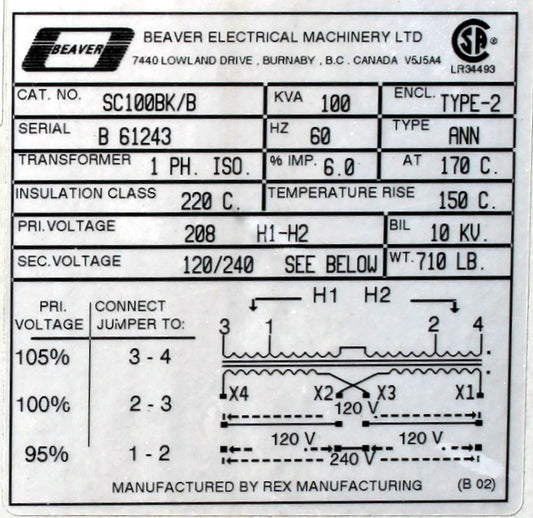 BEAVER
BEAVER ELECTRICAL MACHINERY LTD
7440 LOWLAND DRIVE, BURNABY, B.C. CANADA V5J5A4
SA
LR34493
CAT. NO. SC100BK/B KVA 100 ENCL. TYPE-2
SERIAL B 61243 HZ 60 TYPE ANN
TRANSFORMER 1 PH. ISO. % IMP. 6.0 AT 170 C.
INSULATION CLASS 220 C. TEMPERATURE RISE 150 C.
PRI. VOLTAGE 208 H1-H2 BIL 10 KV.
SEC. VOLTAGE 120/240 SEE BELOW WT. 710 LB.
PRI. VOLTAGE CONNECT JUMPER TO:
105% 3 - 4
100% 2 - 3
95% 1 - 2
H1 H2
3 1 2 4
X4 X2 X3 X1
120 V
120 V 120 V
240 V
MANUFACTURED BY REX MANUFACTURING (B 02)